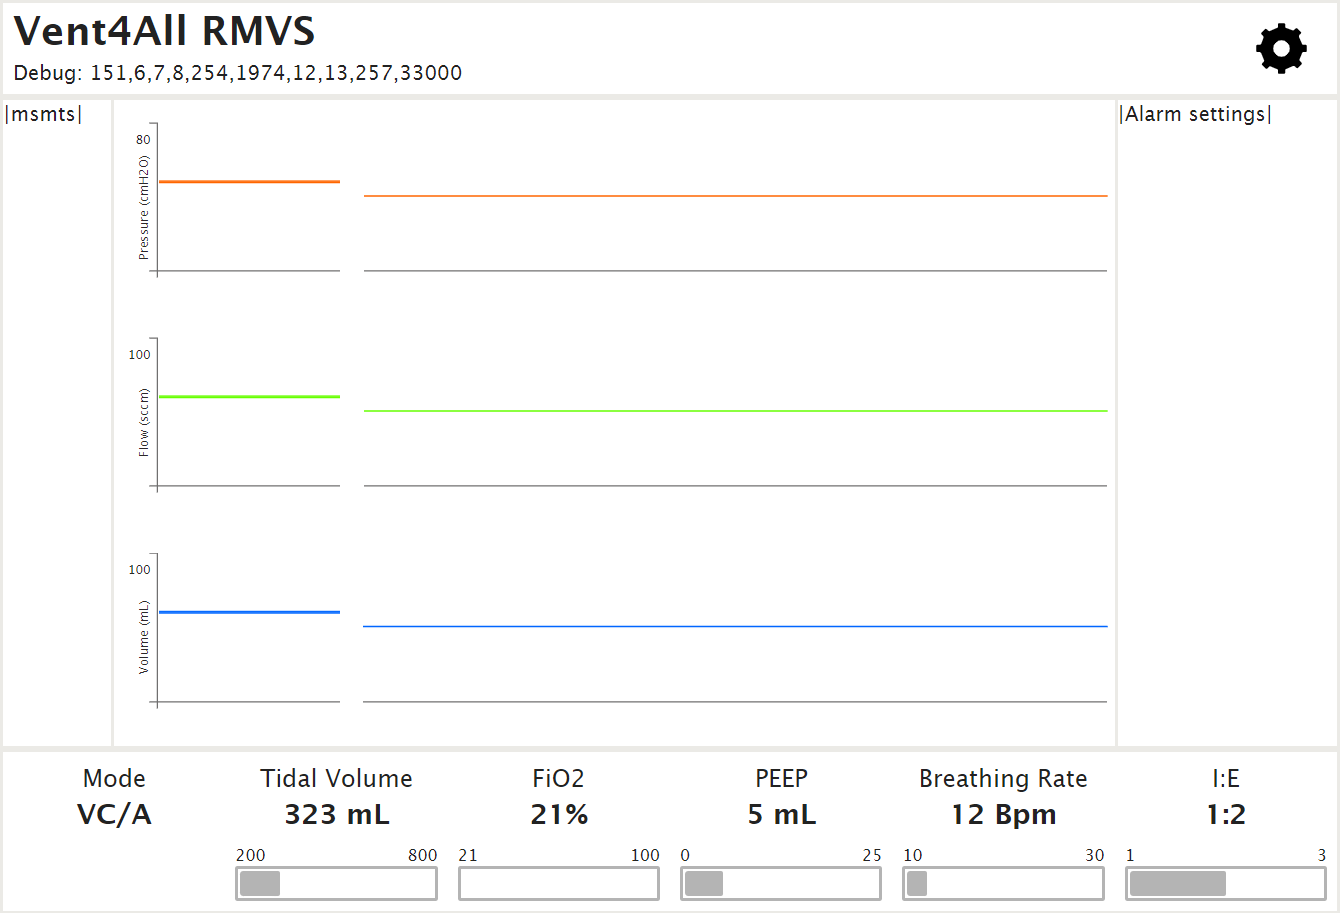 Vent4All RMVS
Debug: 151,6,7,8,254,1974,12,13,257,33000
|msmts|
|Alarm settings|
80
Pressure (cmH2O)
100
Flow (sccm)
100
Volume (mL)
Mode
VC/A
Tidal Volume
323 mL
200 800
FiO2
21%
21 100
PEEP
5 mL
0 25
Breathing Rate
12 Bpm
10 30
I:E
1:2
1 3